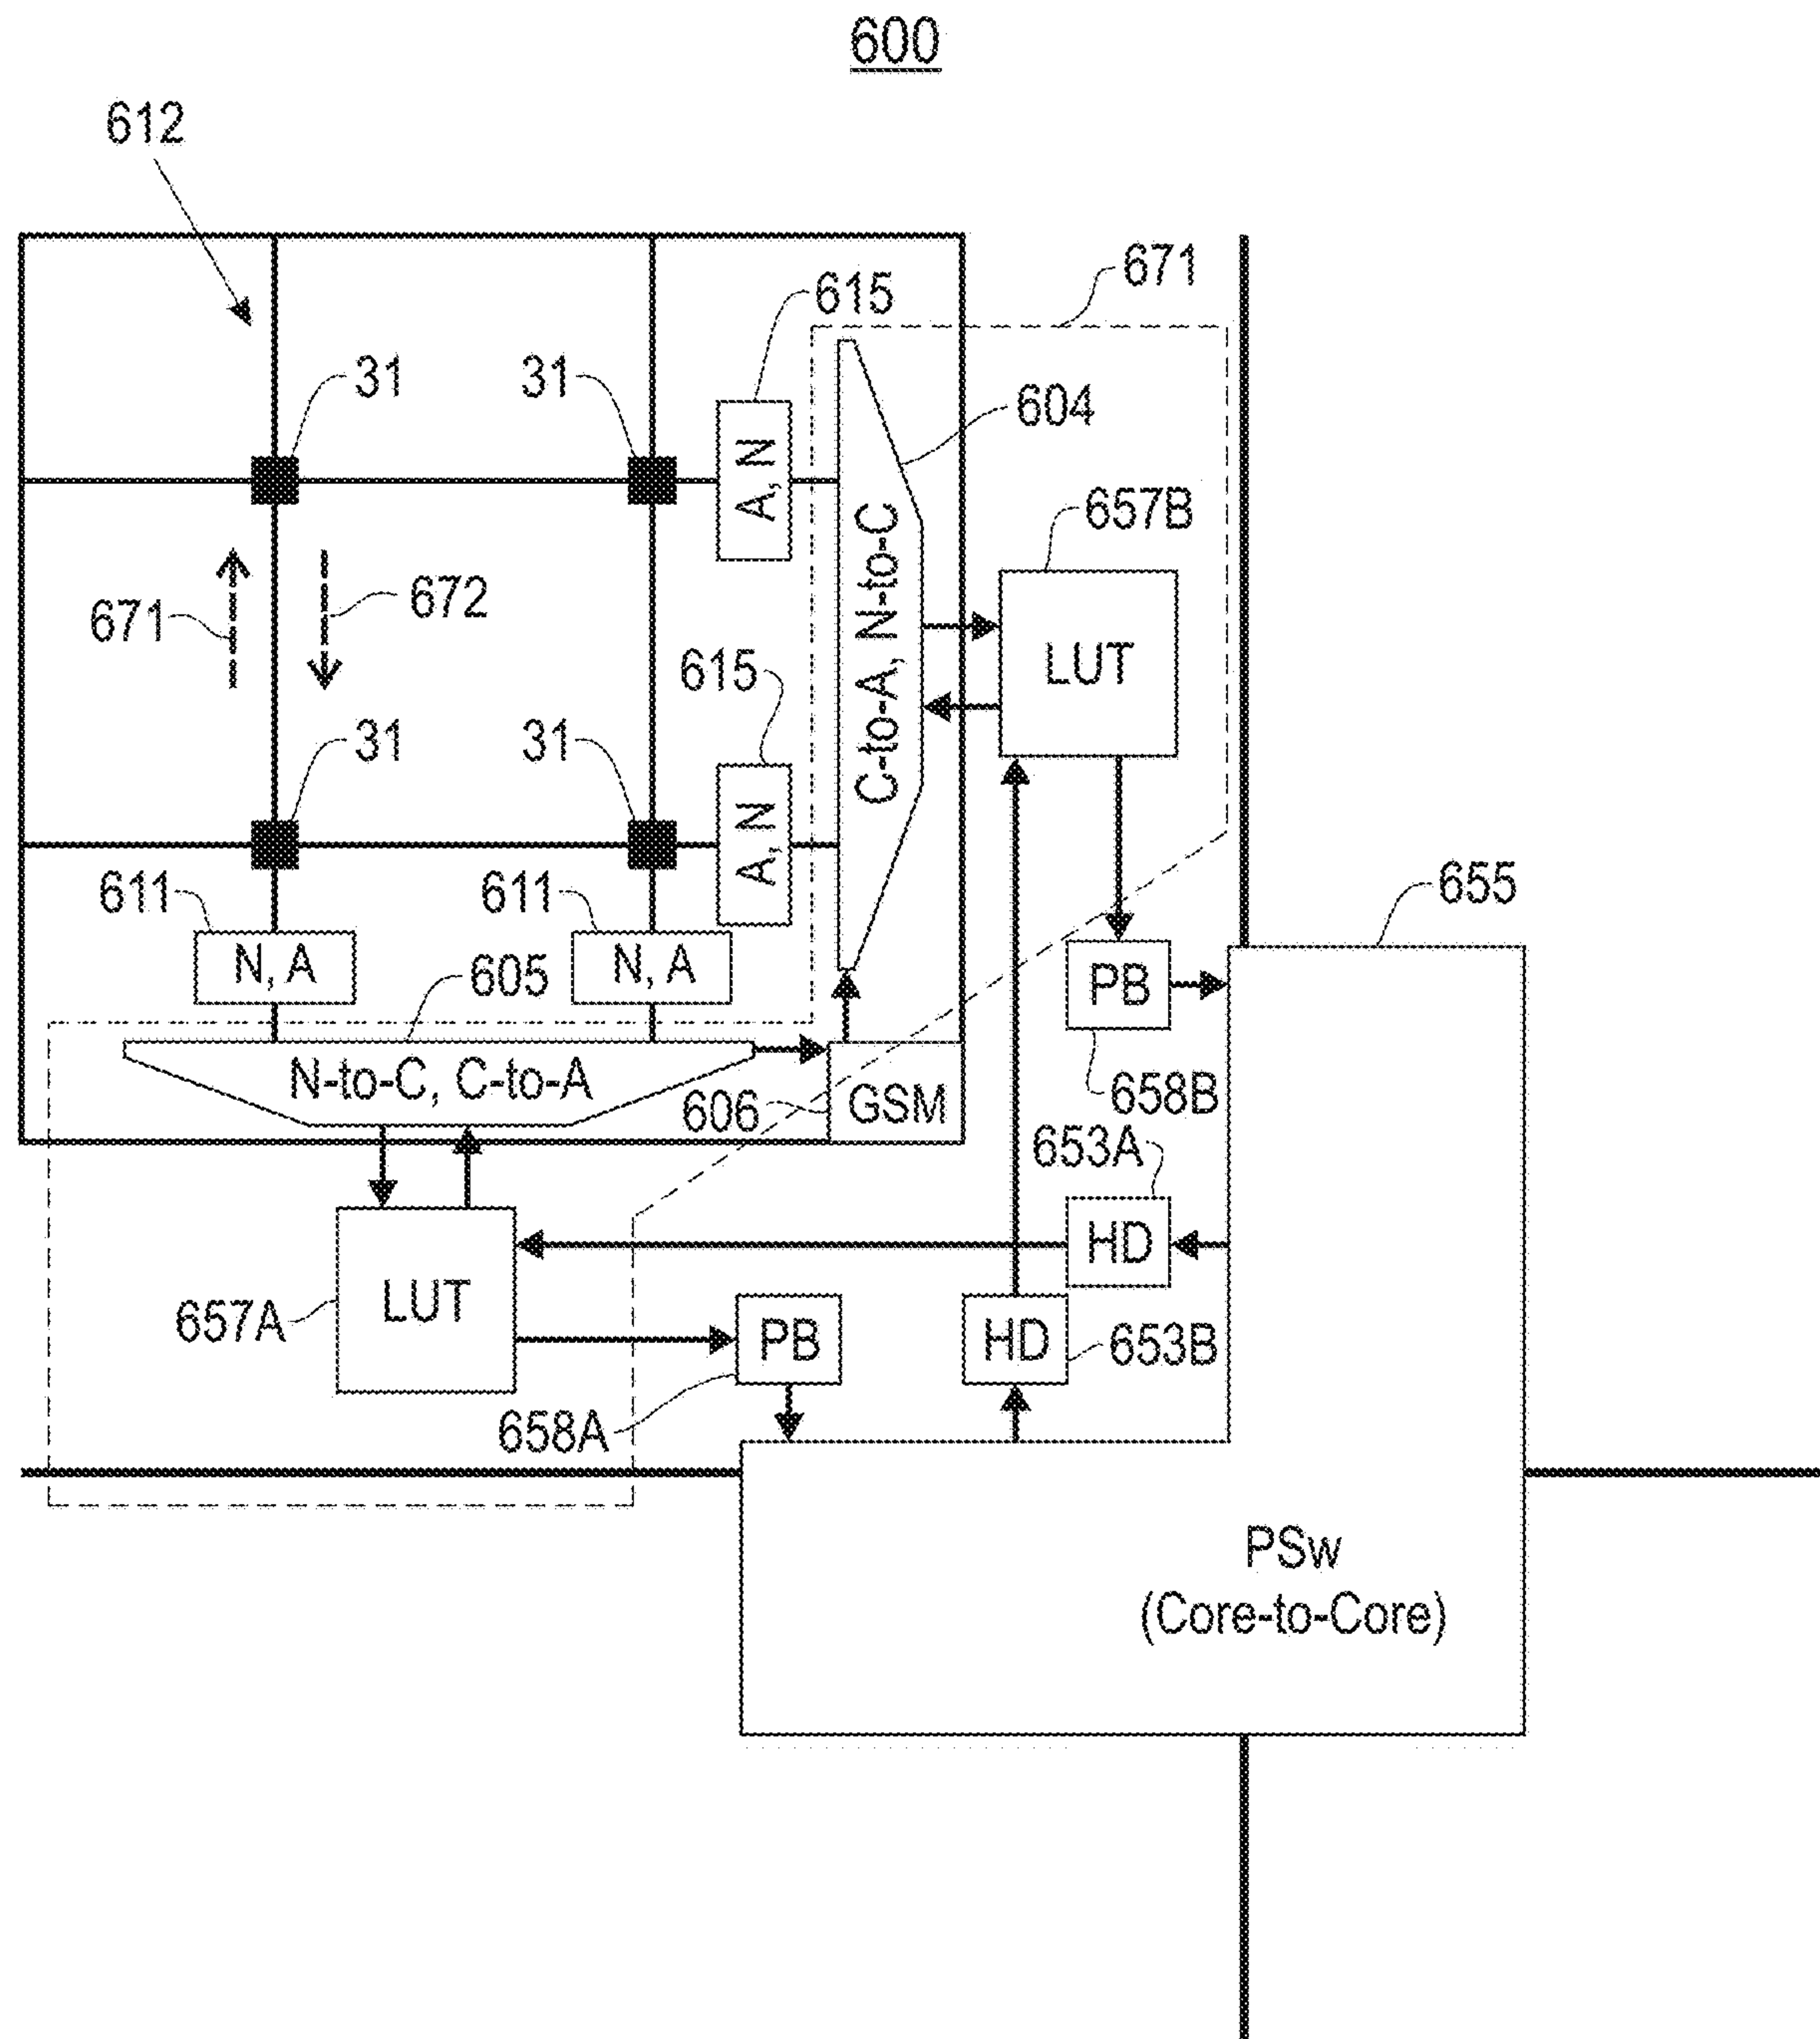 600
612
671
615
31
31
604
657B
C-to-A, N-to-C
A, N
671
672
LUT
615
31
31
A, N
611
611
655
N, A
N, A
605
PB
N-to-C, C-to-A
606
GSM
658B
653A
HD
LUT
657A
PB
HD
653B
658A
PSw
(Core-to-Core)